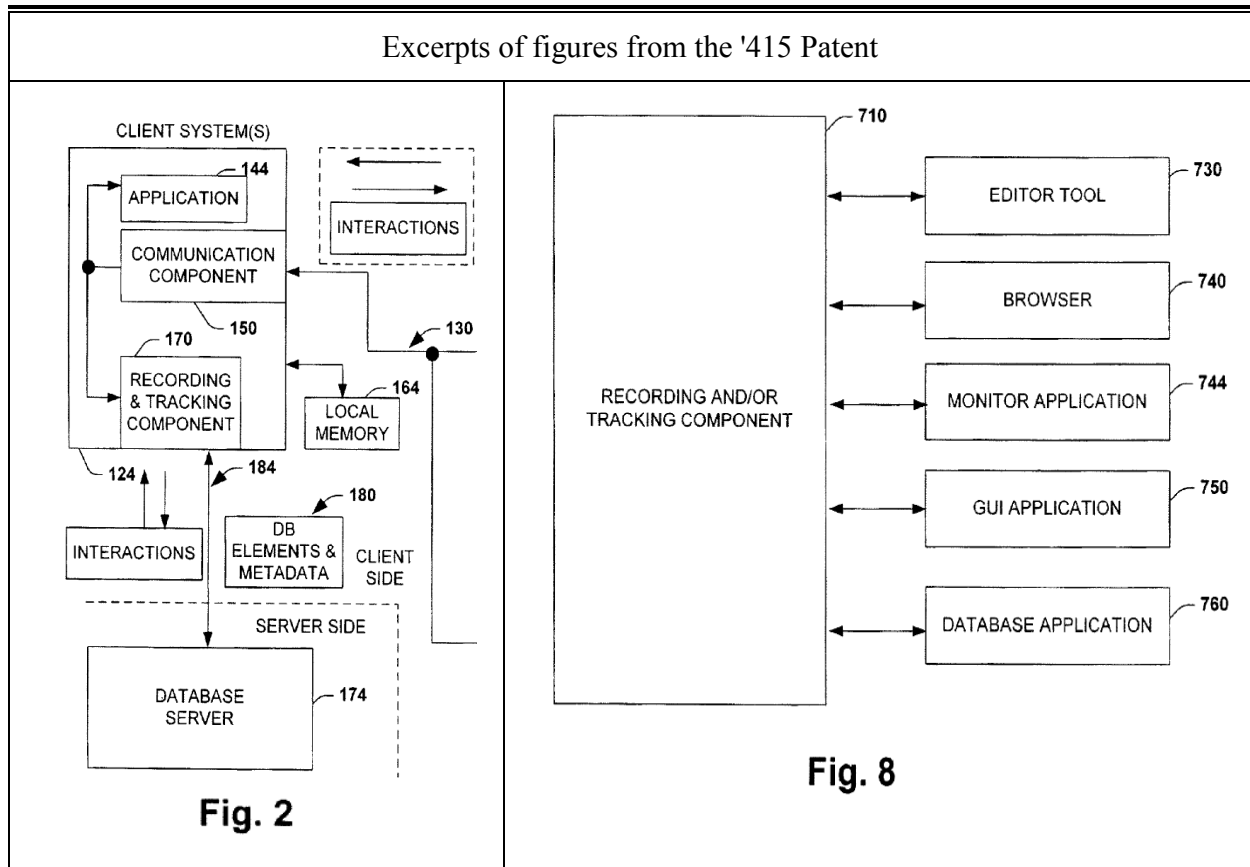 Excerpts of figures from the '415 Patent
CLIENT SYSTEM(S)
144
APPLICATION
COMMUNICATION
COMPONENT
150
170
RECORDING
& TRACKING
COMPONENT
124
184
INTERACTIONS
130
164
LOCAL
MEMORY
INTERACTIONS
180
DB
ELEMENTS &
METADATA
CLIENT
SIDE
SERVER SIDE
DATABASE
SERVER
174
Fig. 2
710
RECORDING AND/OR
TRACKING COMPONENT
EDITOR TOOL
730
BROWSER
740
MONITOR APPLICATION
744
GUI APPLICATION
750
DATABASE APPLICATION
760
Fig. 8